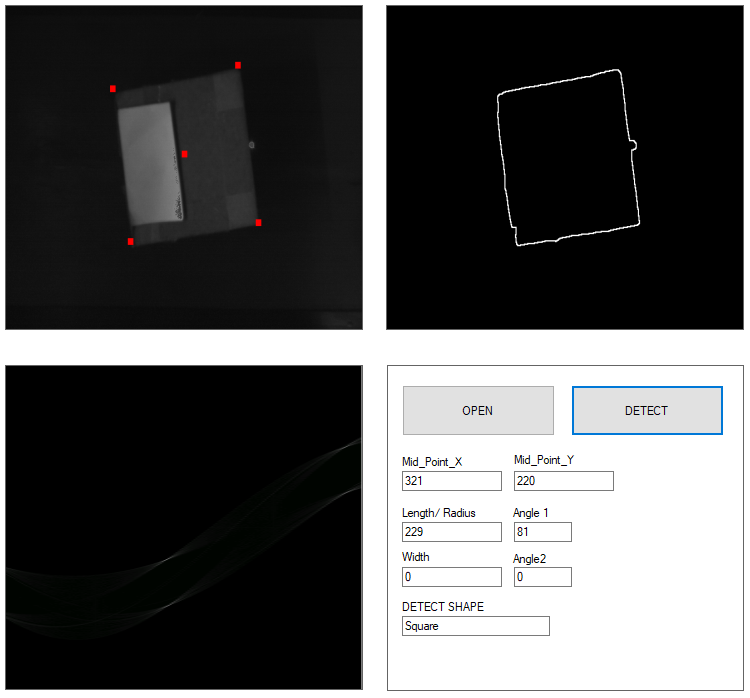 OPEN DETECT
Mid_Point_X Mid_Point_Y
321 220
Length/ Radius Angle 1
229 81
Width Angle2
0 0
DETECT SHAPE
Square